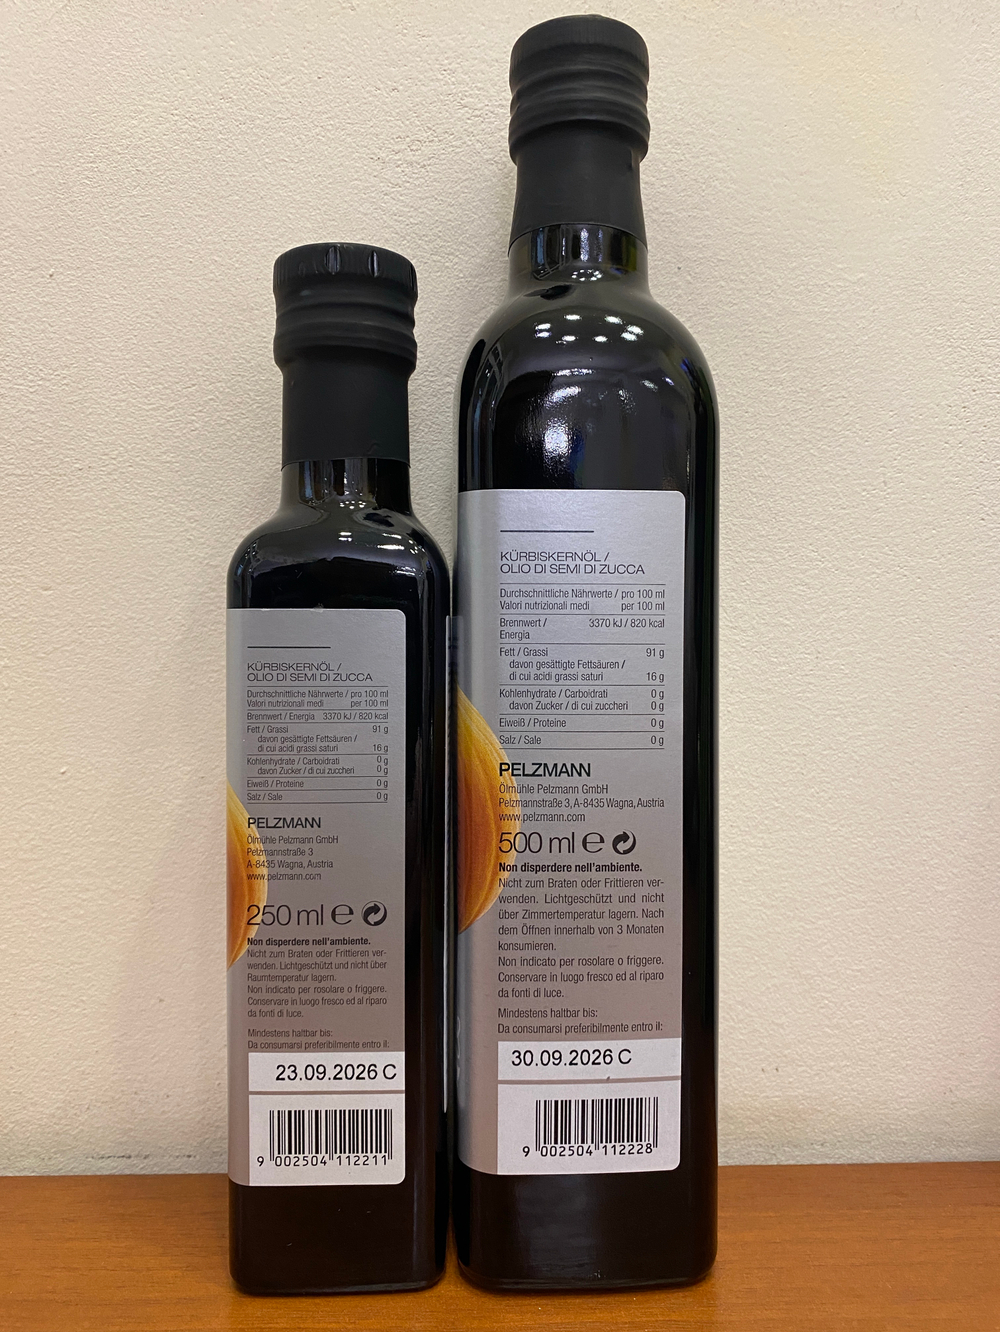 KÜRBISKERNÖL /
OLIO DI SEMI DI ZUCCA
Durchschnittliche Nährwerte / pro 100 ml
Valori nutrizionali medi per 100 ml
Brennwert / Energia 3370 kJ / 820 kcal
Fett / Grassi 91 g
davon gesättigte Fettsäuren /
di cui acidi grassi saturi 16 g
Kohlenhydrate / Carboidrati 0 g
davon Zucker / di cui zuccheri 0 g
Eiweiß / Proteine 0 g
Salz / Sale 0 g
PELZMANN
Ölmühle Pelzmann GmbH
Pelzmannstraße 3
A-8435 Wagna, Austria
www.pelzmann.com
250 ml ℮
Non disperdere nell'ambiente.
Nicht zum Braten oder Frittieren ver-
wenden. Lichtgeschützt und nicht über
Raumtemperatur lagern.
Non indicato per rosolare o friggere.
Conservare in luogo fresco ed al riparo
da fonti di luce.
Mindestens haltbar bis:
Da consumarsi preferibilmente entro il:
23.09.2026 C
9 002504 112211
KÜRBISKERNÖL /
OLIO DI SEMI DI ZUCCA
Durchschnittliche Nährwerte / pro 100 ml
Valori nutrizionali medi per 100 ml
Brennwert / 3370 kJ / 820 kcal
Energia
Fett / Grassi 91 g
davon gesättigte Fettsäuren /
di cui acidi grassi saturi 16 g
Kohlenhydrate / Carboidrati 0 g
davon Zucker / di cui zuccheri 0 g
Eiweiß / Proteine 0 g
Salz / Sale 0 g
PELZMANN
Ölmühle Pelzmann GmbH
Pelzmannstraße 3, A-8435 Wagna, Austria
www.pelzmann.com
500 ml ℮
Non disperdere nell'ambiente.
Nicht zum Braten oder Frittieren ver-
wenden. Lichtgeschützt und nicht
über Zimmertemperatur lagern. Nach
dem Öffnen innerhalb von 3 Monaten
konsumieren.
Non indicato per rosolare o friggere.
Conservare in luogo fresco ed al riparo
da fonti di luce.
Mindestens haltbar bis:
Da consumarsi preferibilmente entro il:
30.09.2026 C
9 002504 112228